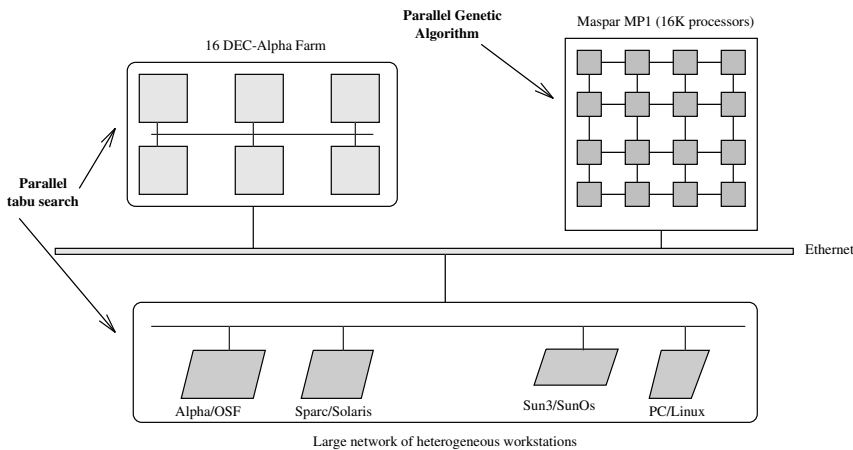 Parallel Genetic
Algorithm
Maspar MP1 (16K processors)
16 DEC-Alpha Farm
Parallel
tabu search
Ethernet
Alpha/OSF
Sparc/Solaris
Sun3/SunOs
PC/Linux
Large network of heterogeneous workstations